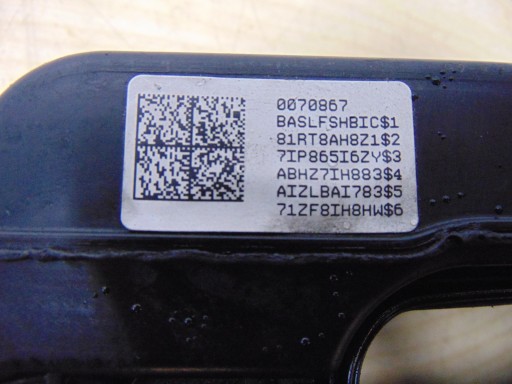 0070867
BASLFSHBIC$1
81RT8AH8Z1$2
7IP865I6ZY$3
ABHZ7IH883$4
AIZLBAI783$5
71ZF8IH8HW$6